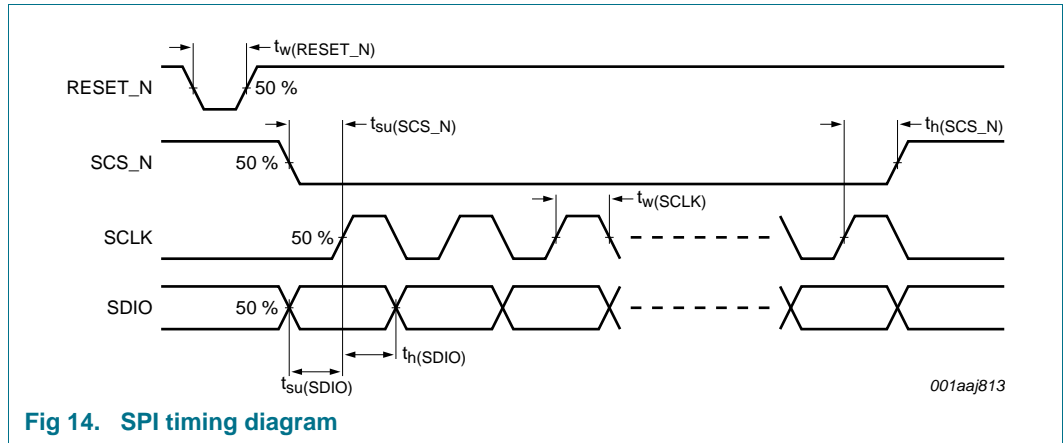 tw(RESET_N)
RESET_N
50 %
tsu(SCS_N)
th(SCS_N)
SCS_N
50 %
tw(SCLK)
SCLK
50 %
SDIO
50 %
th(SDIO)
tsu(SDIO)
001aaj813
Fig 14. SPI timing diagram